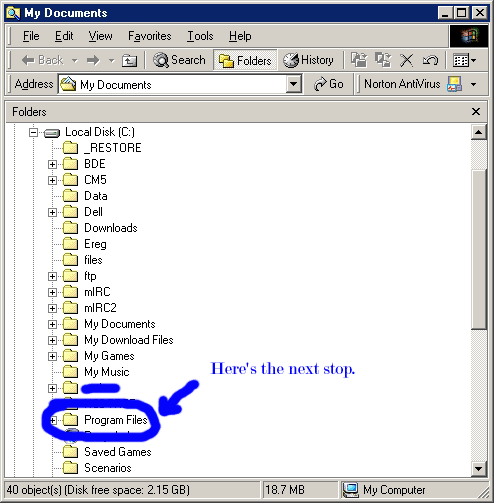 My Documents
File Edit View Favorites Tools Help
Back Search Folders History
Address My Documents Go Norton AntiVirus
Folders
Local Disk (C:)
_RESTORE
BDE
CM5
Data
Dell
Downloads
Ereg
files
ftp
mIRC
mIRC2
My Documents
My Download Files
My Games
My Music
Here's the next stop.
Program Files
Saved Games
Scenarios
40 object(s) (Disk free space: 2.15 GB) 18.7 MB My Computer